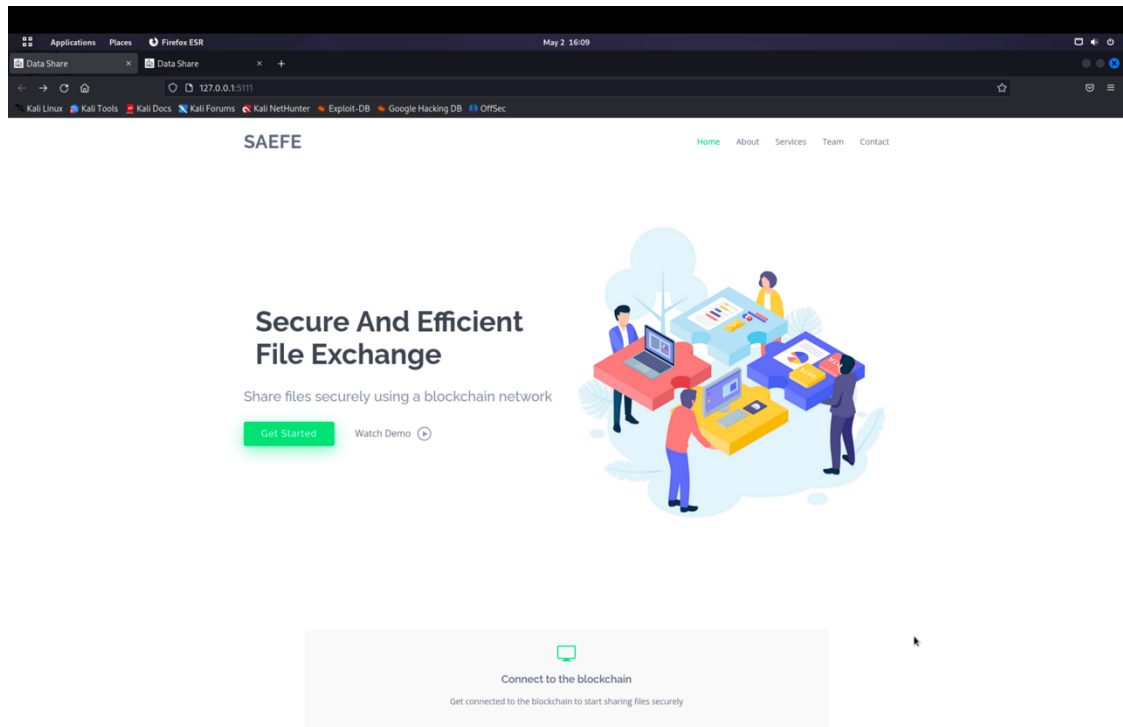 Applications Places Firefox ESR May 2 16:09
Data Share × Data Share × +
127.0.0.1:5111
Kali Linux Kali Tools Kali Docs Kali Forums Kali NetHunter Exploit-DB Google Hacking DB OffSec
SAEFE Home About Services Team Contact
Secure And Efficient
File Exchange
Share files securely using a blockchain network
Get Started Watch Demo
DATA
Connect to the blockchain
Get connected to the blockchain to start sharing files securely